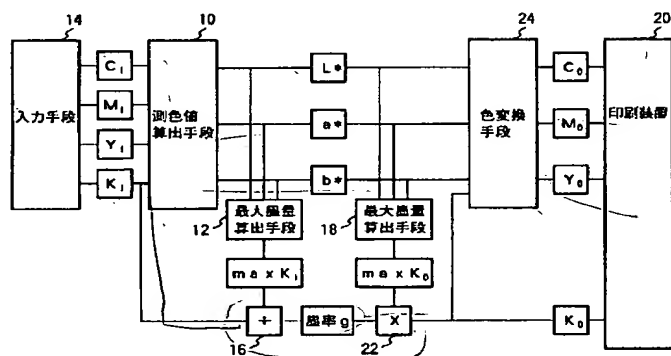 14 10 24 20
C₁ L* C₀
M₁ a* M₀
Y₁ b* Y₀
K₁
入力手段
測色値
算出手段
色変換
手段
印刷装置
12 最大墨量
算出手段
18 最大墨量
算出手段
max K₁ max K₀
÷ 墨率g × K₀
16 22